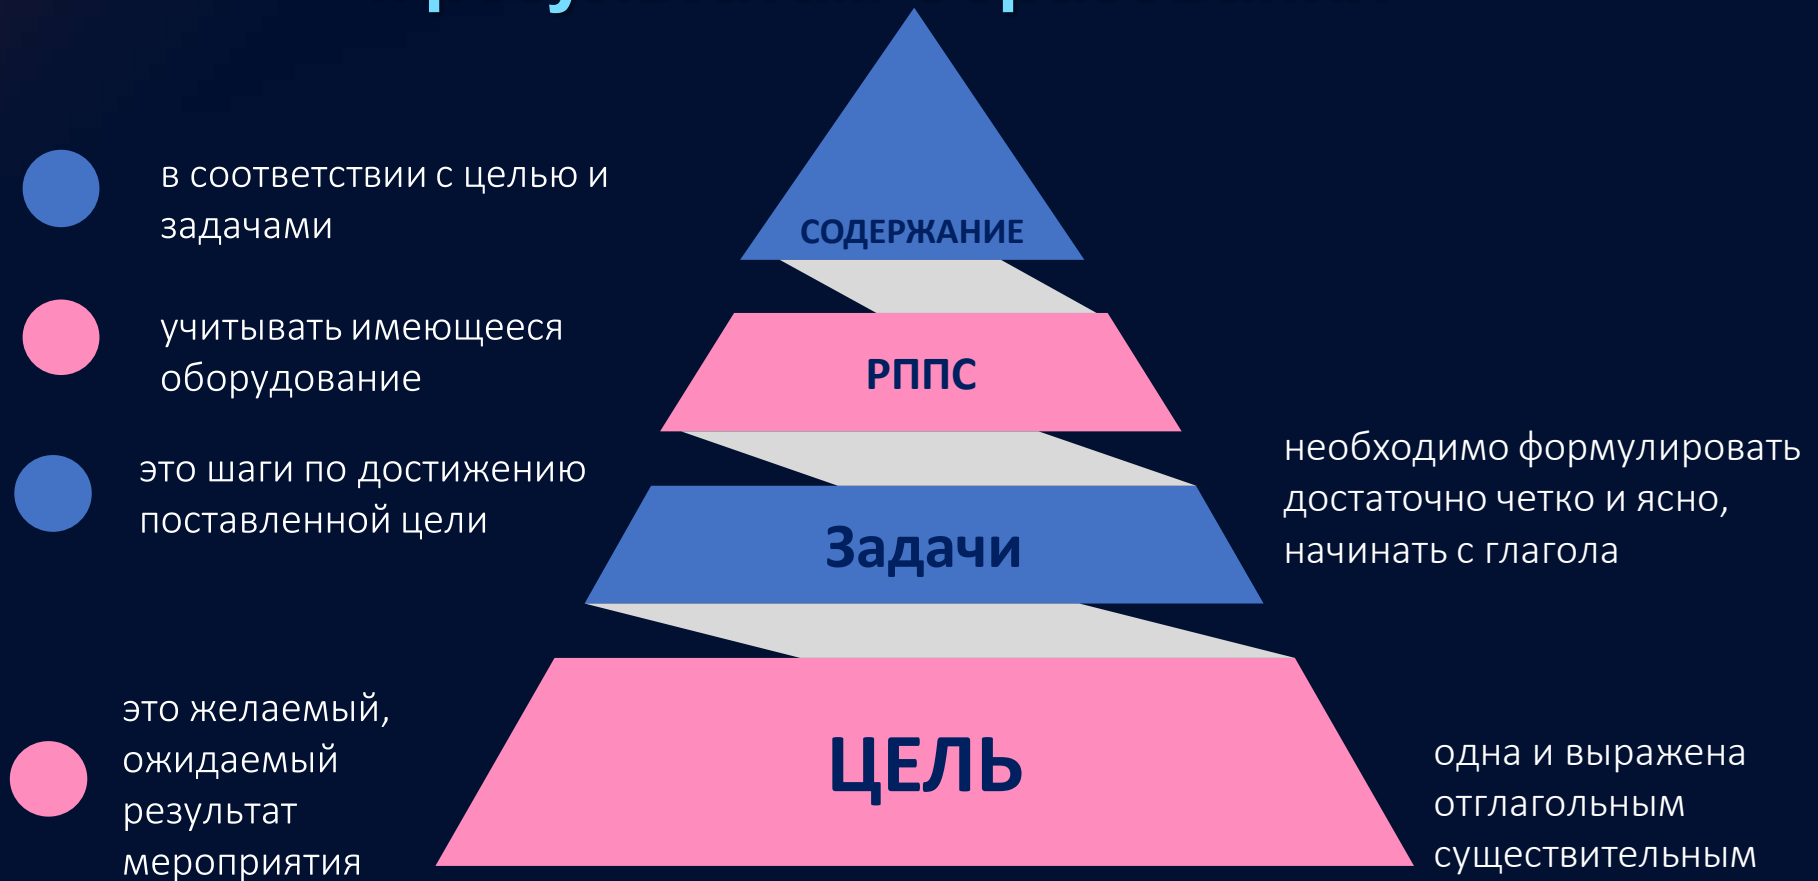 в соответствии с целью и
задачами
СОДЕРЖАНИЕ
учитывать имеющееся
оборудование
РППС
это шаги по достижению
поставленной цели
Задачи
необходимо формулировать
достаточно четко и ясно,
начинать с глагола
это желаемый,
ожидаемый
результат
мероприятия
ЦЕЛЬ
одна и выражена
отглагольным
существительным